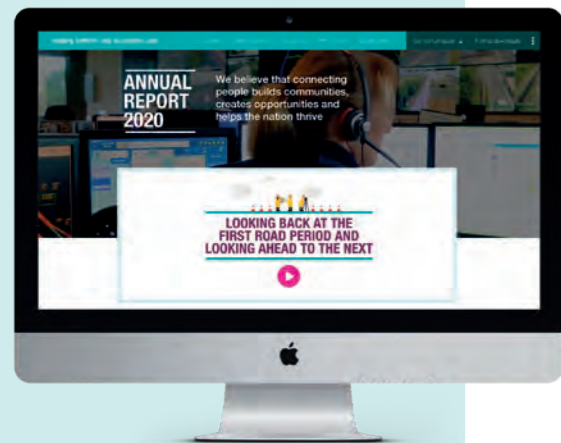 ANNUAL
REPORT
2020
We believe that connecting
people builds communities,
creates opportunities and
helps the nation thrive
LOOKING BACK AT THE
FIRST ROAD PERIOD AND
LOOKING AHEAD TO THE NEXT